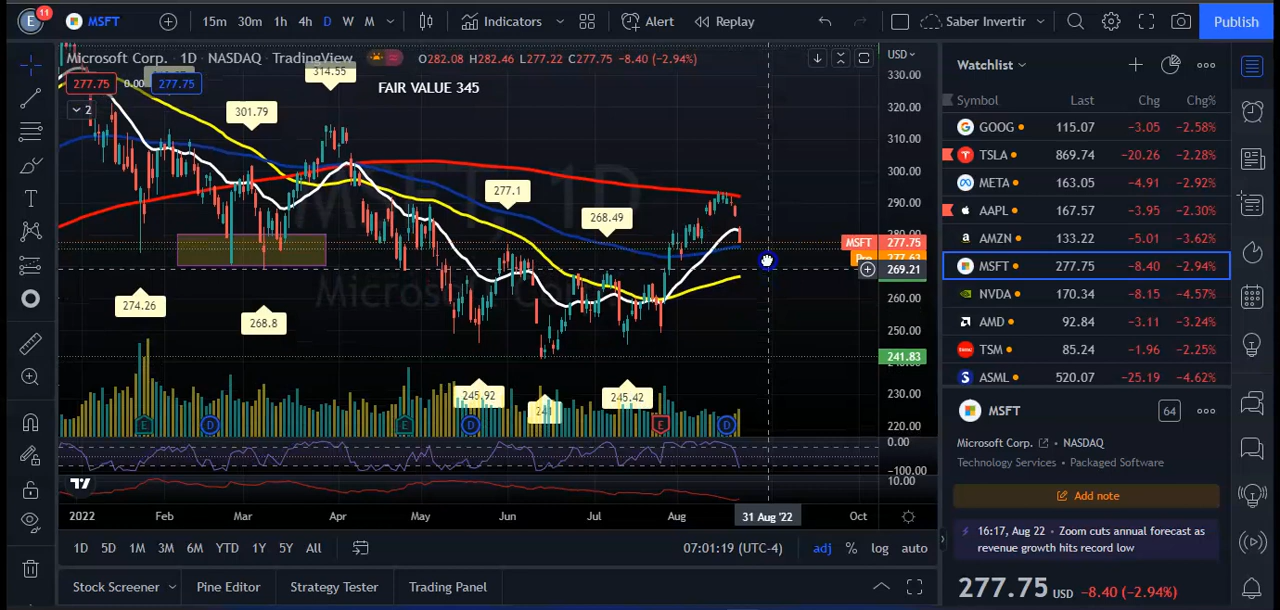 E 11 MSFT 15m 30m 1h 4h D W M Indicators Alert Replay Saber Invertir Publish
Microsoft Corp. 1D NASDAQ TradingView O282.08 H282.46 L277.22 C277.75 -8.40 (-2.94%) USD
277.75 0.00 277.75
2
FAIR VALUE 345
314.55
301.79
277.1
268.49
274.26
268.8
245.92
241
245.42
MSFT, 1D
Microsoft
330.00
320.00
310.00
300.00
290.00
280.00
MSFT 277.75
Pre 277.63
269.21
260.00
250.00
241.83
230.00
220.00
0.00
-100.00
10.00
E D E D E D
2022 Feb Mar Apr May Jun Jul Aug 31 Aug '22 Oct
1D 5D 1M 3M 6M YTD 1Y 5Y All 07:01:19 (UTC-4) adj % log auto
Stock Screener Pine Editor Strategy Tester Trading Panel
Watchlist
Symbol Last Chg Chg%
GOOG 115.07 -3.05 -2.58%
TSLA 869.74 -20.26 -2.28%
META 163.05 -4.91 -2.92%
AAPL 167.57 -3.95 -2.30%
AMZN 133.22 -5.01 -3.62%
MSFT 277.75 -8.40 -2.94%
NVDA 170.34 -8.15 -4.57%
AMD 92.84 -3.11 -3.24%
TSM 85.24 -1.96 -2.25%
ASML 520.07 -25.19 -4.62%
MSFT 64
Microsoft Corp. NASDAQ
Technology Services • Packaged Software
Add note
16:17, Aug 22 • Zoom cuts annual forecast as
revenue growth hits record low
277.75 USD -8.40 (-2.94%)